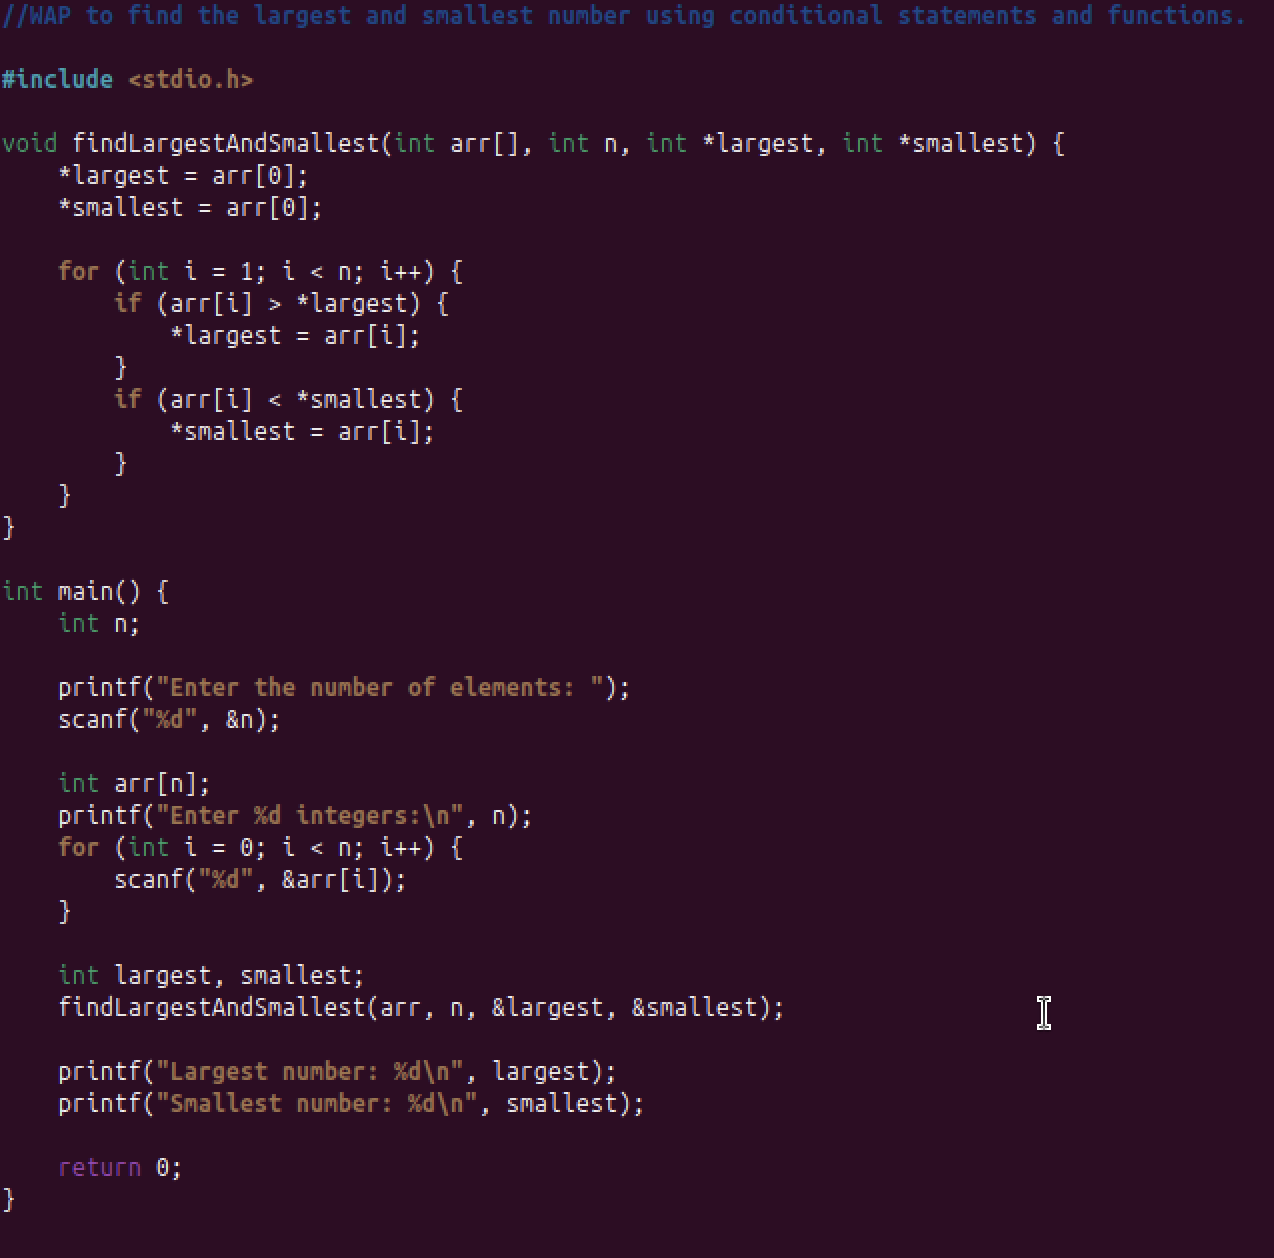 //WAP to find the largest and smallest number using conditional statements and functions.
#include <stdio.h>
void findLargestAndSmallest(int arr[], int n, int *largest, int *smallest) {
    *largest = arr[0];
    *smallest = arr[0];
    for (int i = 1; i < n; i++) {
        if (arr[i] > *largest) {
            *largest = arr[i];
        }
        if (arr[i] < *smallest) {
            *smallest = arr[i];
        }
    }
}
int main() {
    int n;
    printf("Enter the number of elements: ");
    scanf("%d", &n);
    int arr[n];
    printf("Enter %d integers:\n", n);
    for (int i = 0; i < n; i++) {
        scanf("%d", &arr[i]);
    }
    int largest, smallest;
    findLargestAndSmallest(arr, n, &largest, &smallest);
    printf("Largest number: %d\n", largest);
    printf("Smallest number: %d\n", smallest);
    return 0;
}